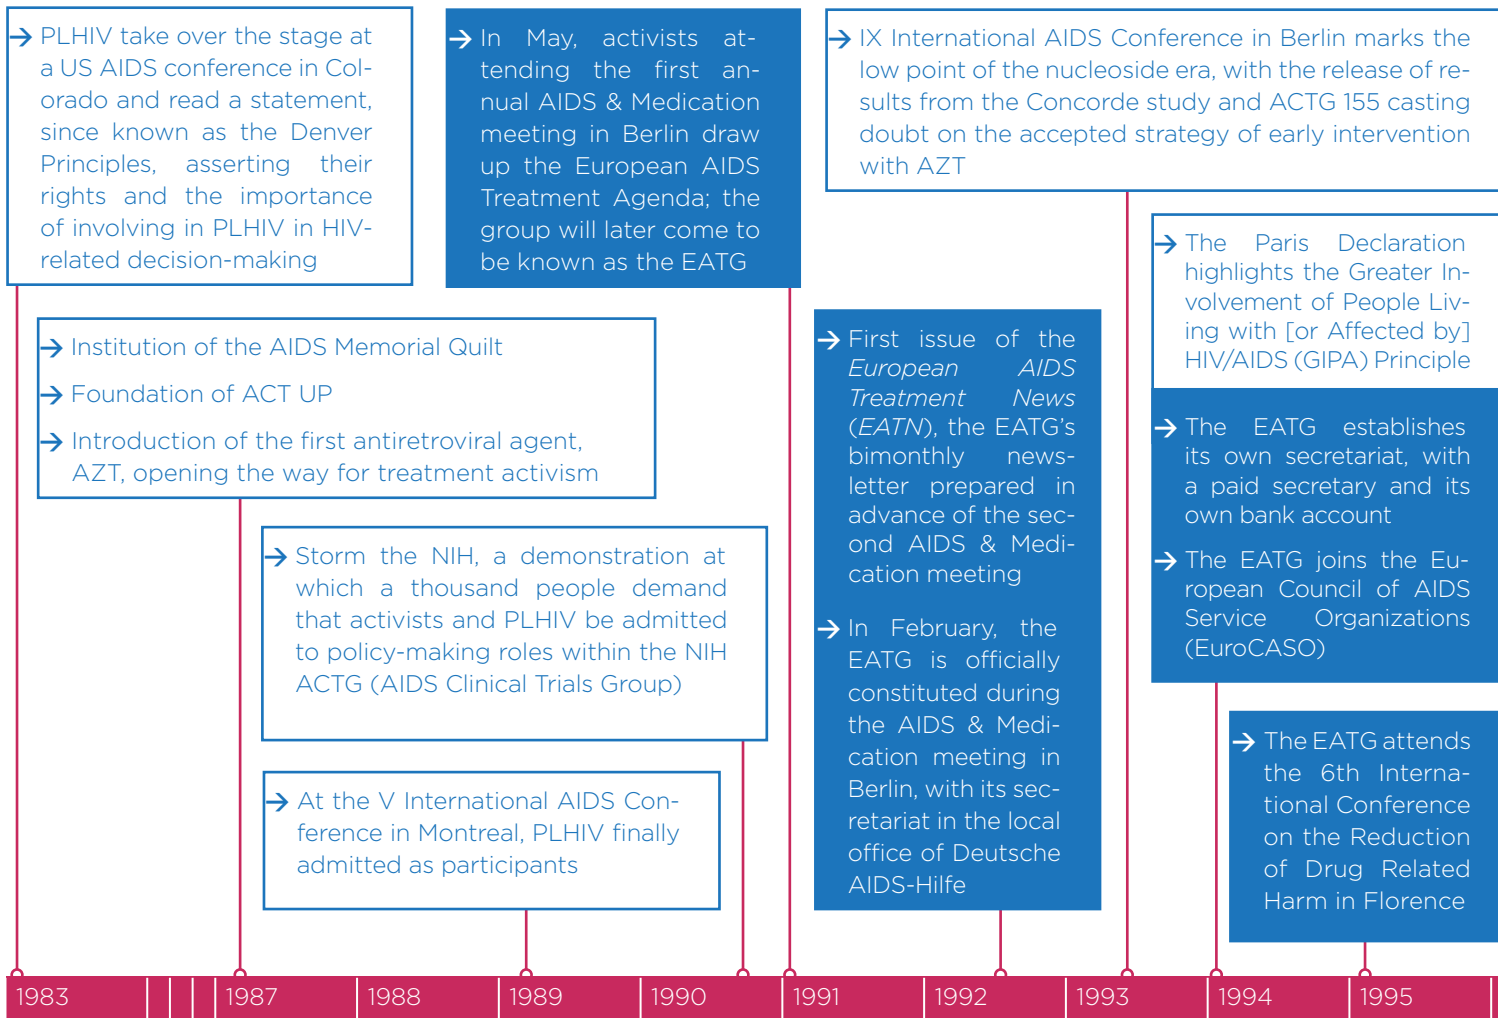 → PLHIV take over the stage at
a US AIDS conference in Col-
orado and read a statement,
since known as the Denver
Principles, asserting their
rights and the importance
of involving in PLHIV in HIV-
related decision-making
→ In May, activists at-
tending the first an-
nual AIDS & Medication
meeting in Berlin draw
up the European AIDS
Treatment Agenda; the
group will later come to
be known as the EATG
→ IX International AIDS Conference in Berlin marks the
low point of the nucleoside era, with the release of re-
sults from the Concorde study and ACTG 155 casting
doubt on the accepted strategy of early intervention
with AZT
→ Institution of the AIDS Memorial Quilt
→ Foundation of ACT UP
→ Introduction of the first antiretroviral agent,
AZT, opening the way for treatment activism
→ Storm the NIH, a demonstration at
which a thousand people demand
that activists and PLHIV be admitted
to policy-making roles within the NIH
ACTG (AIDS Clinical Trials Group)
→ At the V International AIDS Con-
ference in Montreal, PLHIV finally
admitted as participants
→ First issue of the
European AIDS
Treatment News
(EATN), the EATG's
bimonthly news-
letter prepared in
advance of the sec-
ond AIDS & Medi-
cation meeting
→ In February, the
EATG is officially
constituted during
the AIDS & Medi-
cation meeting in
Berlin, with its sec-
retariat in the local
office of Deutsche
AIDS-Hilfe
→ The Paris Declaration
highlights the Greater In-
volvement of People Liv-
ing with [or Affected by]
HIV/AIDS (GIPA) Principle
→ The EATG establishes
its own secretariat, with
a paid secretary and its
own bank account
→ The EATG joins the Eu-
ropean Council of AIDS
Service Organizations
(EuroCASO)
→ The EATG attends
the 6th Interna-
tional Conference
on the Reduction
of Drug Related
Harm in Florence
1983 1987 1988 1989 1990 1991 1992 1993 1994 1995